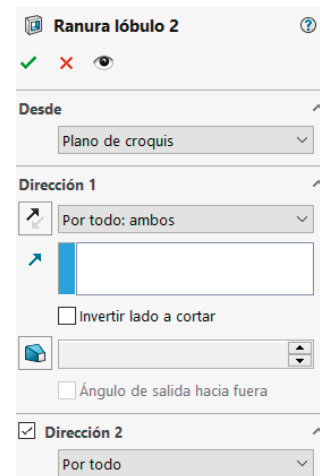 Ranura lóbulo 2
Desde
Plano de croquis
Dirección 1
Por todo: ambos
Invertir lado a cortar
Ángulo de salida hacia fuera
Dirección 2
Por todo